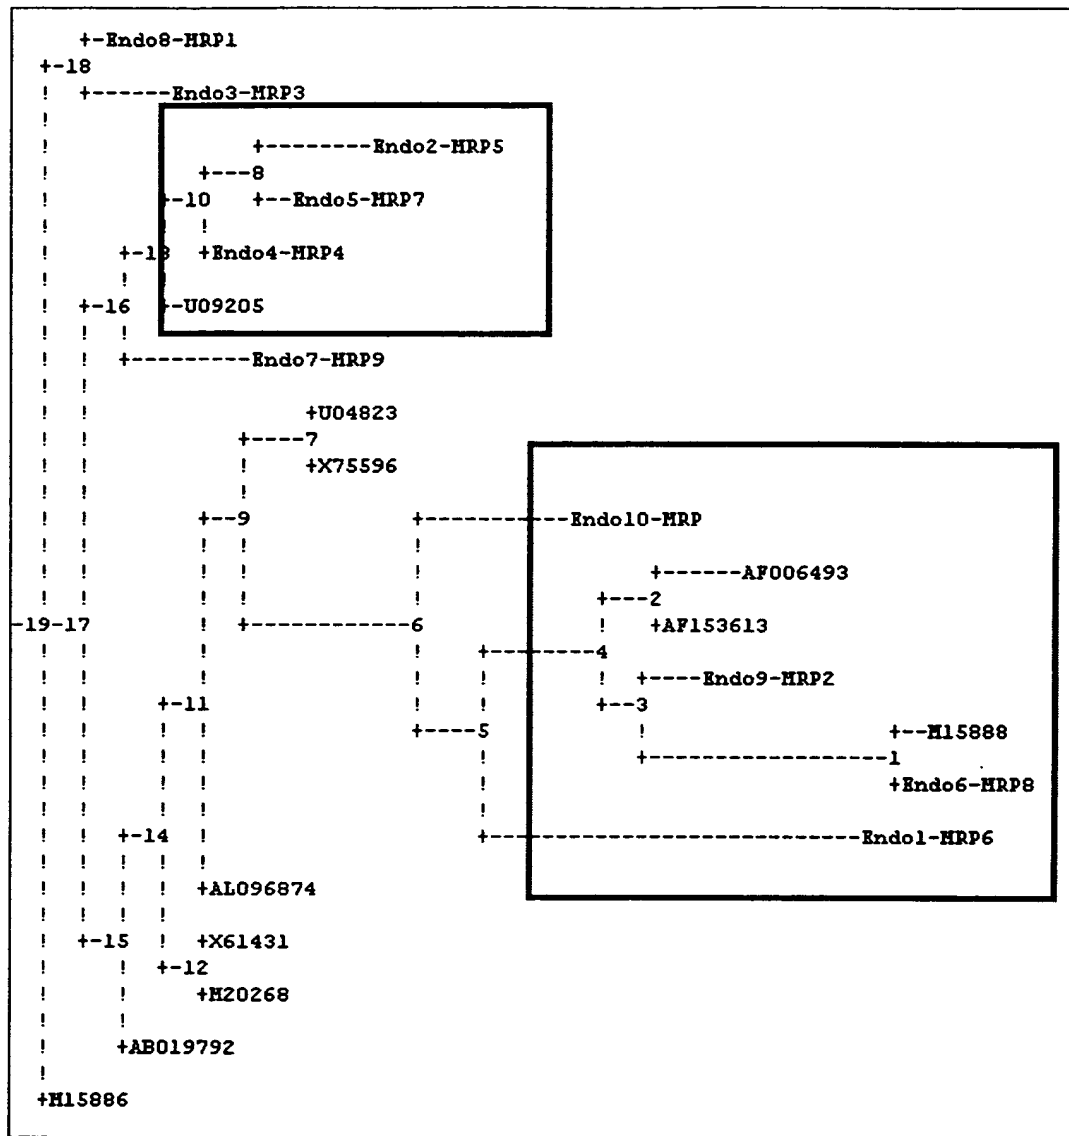 +-Endo8-MRP1
+-18
! +------Endo3-MRP3
!
! +--------Endo2-MRP5
! +---8
! +-10 +--Endo5-MRP7
! ! !
! +-13 +Endo4-MRP4
! ! !
! +-16 +-U09205
! ! !
! ! +---------Endo7-MRP9
! !
! ! +U04823
! ! +----7
! ! ! +X75596
! ! !
! ! +--9 +-----------Endo10-MRP
! ! ! ! !
! ! ! ! ! +------AF006493
! ! ! ! ! +---2
-19-17 ! +------------6 ! +AF153613
! ! ! ! +--------4
! ! ! ! ! ! +----Endo9-MRP2
! ! +-11 ! ! +--3
! ! ! ! +----5 ! +--M15888
! ! ! ! ! +------------------1
! ! ! ! ! +Endo6-MRP8
! ! ! ! !
! ! +-14 ! +----------------------------Endo1-MRP6
! ! ! ! !
! ! ! ! +AL096874
! ! ! !
! +-15 ! +X61431
! ! +-12
! ! +M20268
! !
! +AB019792
!
+M15886